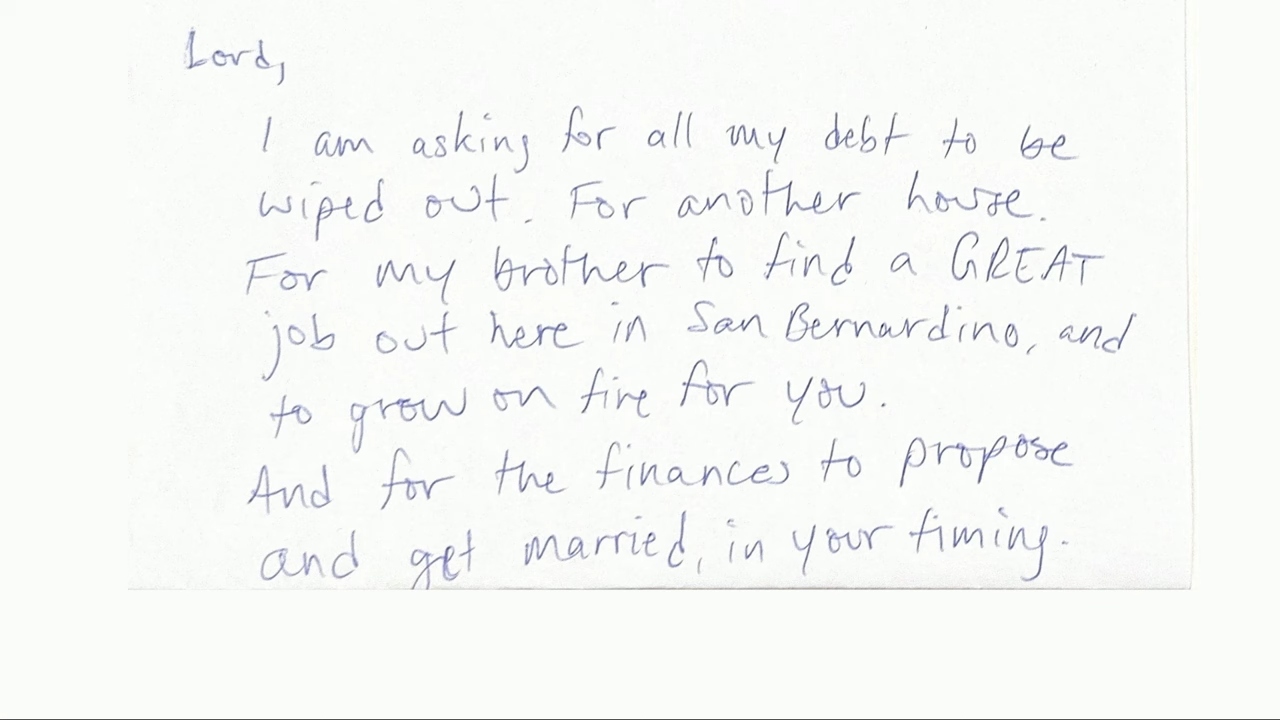 Lord,
I am asking for all my debt to be
wiped out. For another house.
For my brother to find a GREAT
job out here in San Bernardino, and
to grow on fire for you.
And for the finances to propose
and get married, in your timing.